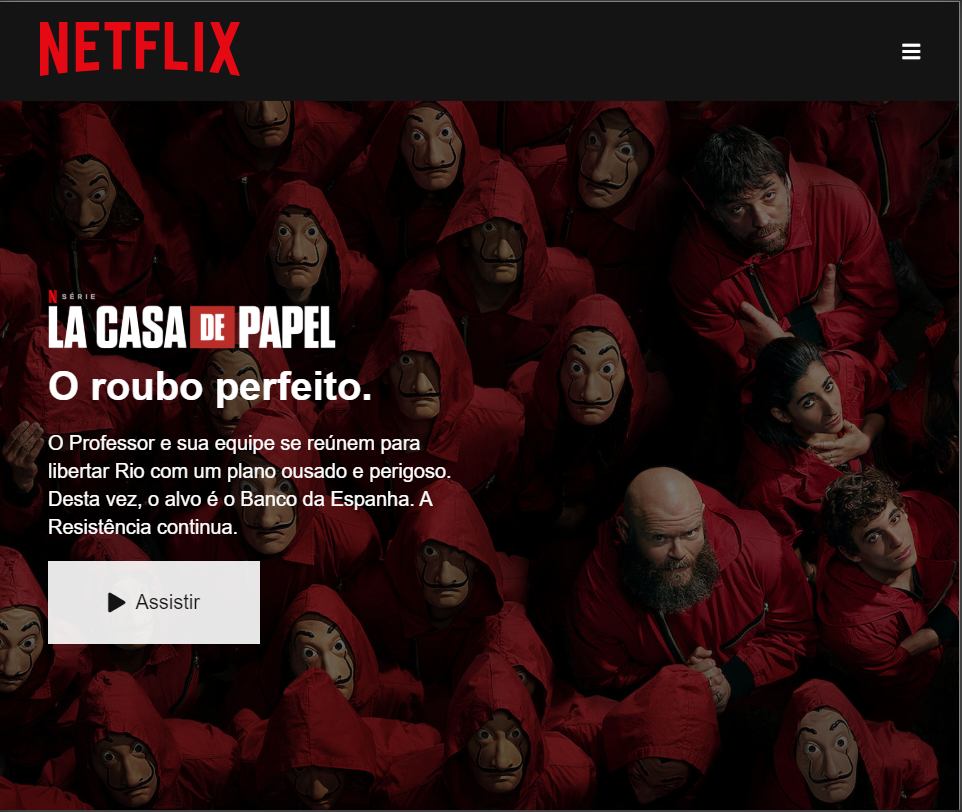 NETFLIX
N SÉRIE
LA CASA DE PAPEL
O roubo perfeito.
O Professor e sua equipe se reúnem para
libertar Rio com um plano ousado e perigoso.
Desta vez, o alvo é o Banco da Espanha. A
Resistência continua.
Assistir